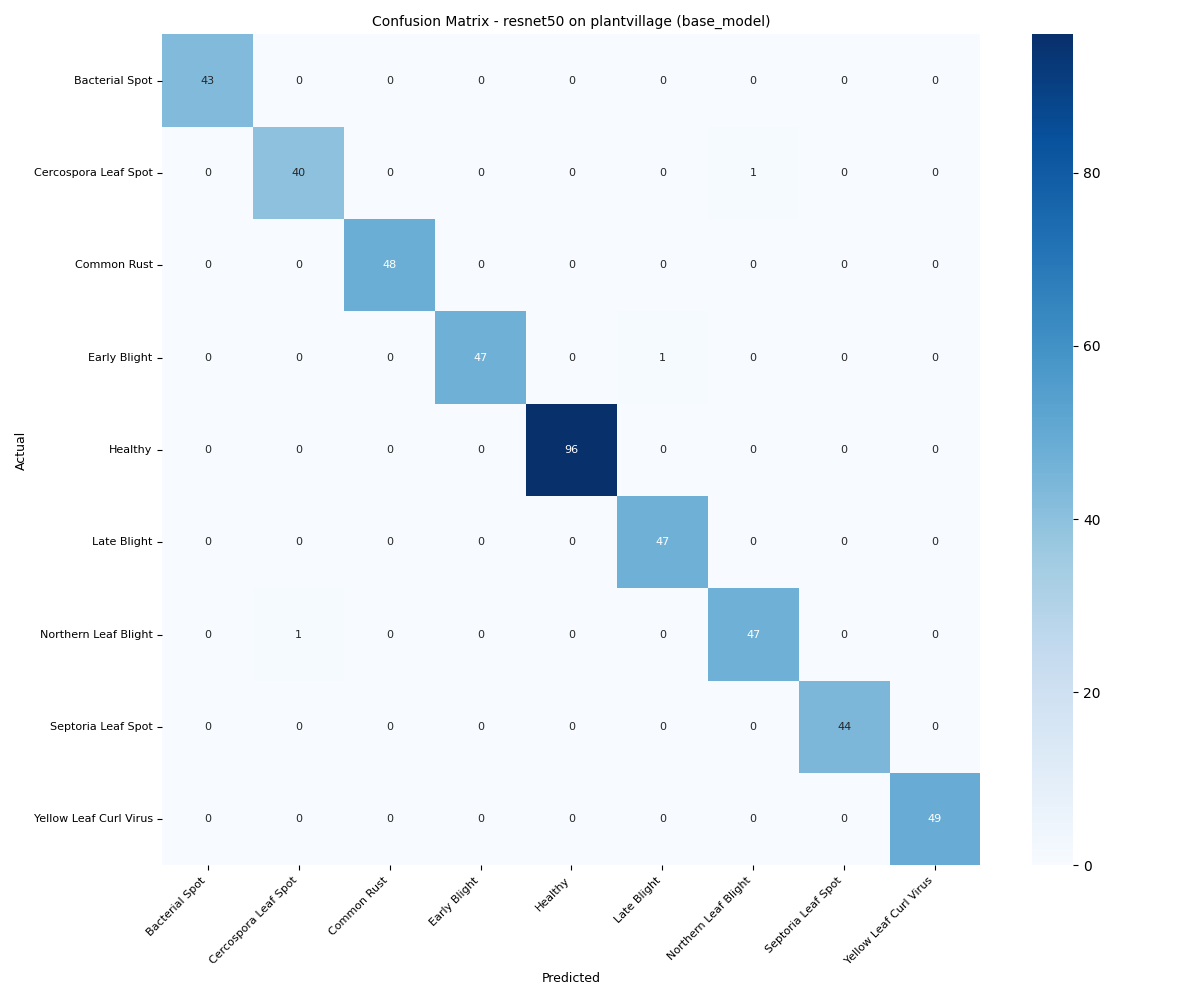 Confusion Matrix - resnet50 on plantvillage (base_model)
Bacterial Spot 43 0 0 0 0 0 0 0 0
Cercospora Leaf Spot 0 40 0 0 0 0 1 0 0
80
Common Rust 0 0 48 0 0 0 0 0 0
60
Early Blight 0 0 0 47 0 1 0 0 0
Actual
Healthy 0 0 0 0 96 0 0 0 0
40
Late Blight 0 0 0 0 0 47 0 0 0
Northern Leaf Blight 0 1 0 0 0 0 47 0 0
20
Septoria Leaf Spot 0 0 0 0 0 0 0 44 0
Yellow Leaf Curl Virus 0 0 0 0 0 0 0 0 49
0
Bacterial Spot
Cercospora Leaf Spot
Common Rust
Early Blight
Healthy
Late Blight
Northern Leaf Blight
Septoria Leaf Spot
Yellow Leaf Curl Virus
Predicted